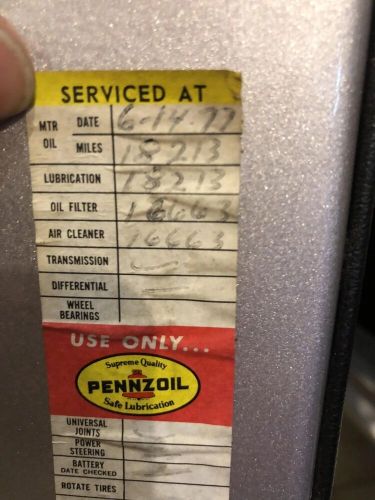 SERVICED AT
MTR OIL DATE 6-14-77
MILES 18213
LUBRICATION 18213
OIL FILTER 16663
AIR CLEANER 16663
TRANSMISSION —
DIFFERENTIAL —
WHEEL BEARINGS
USE ONLY...
Supreme Quality
PENNZOIL
Safe Lubrication
UNIVERSAL JOINTS
POWER STEERING
BATTERY DATE CHECKED
ROTATE TIRES